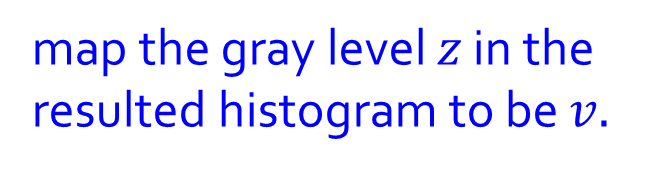 map the gray level z in the
resulted histogram to be v.